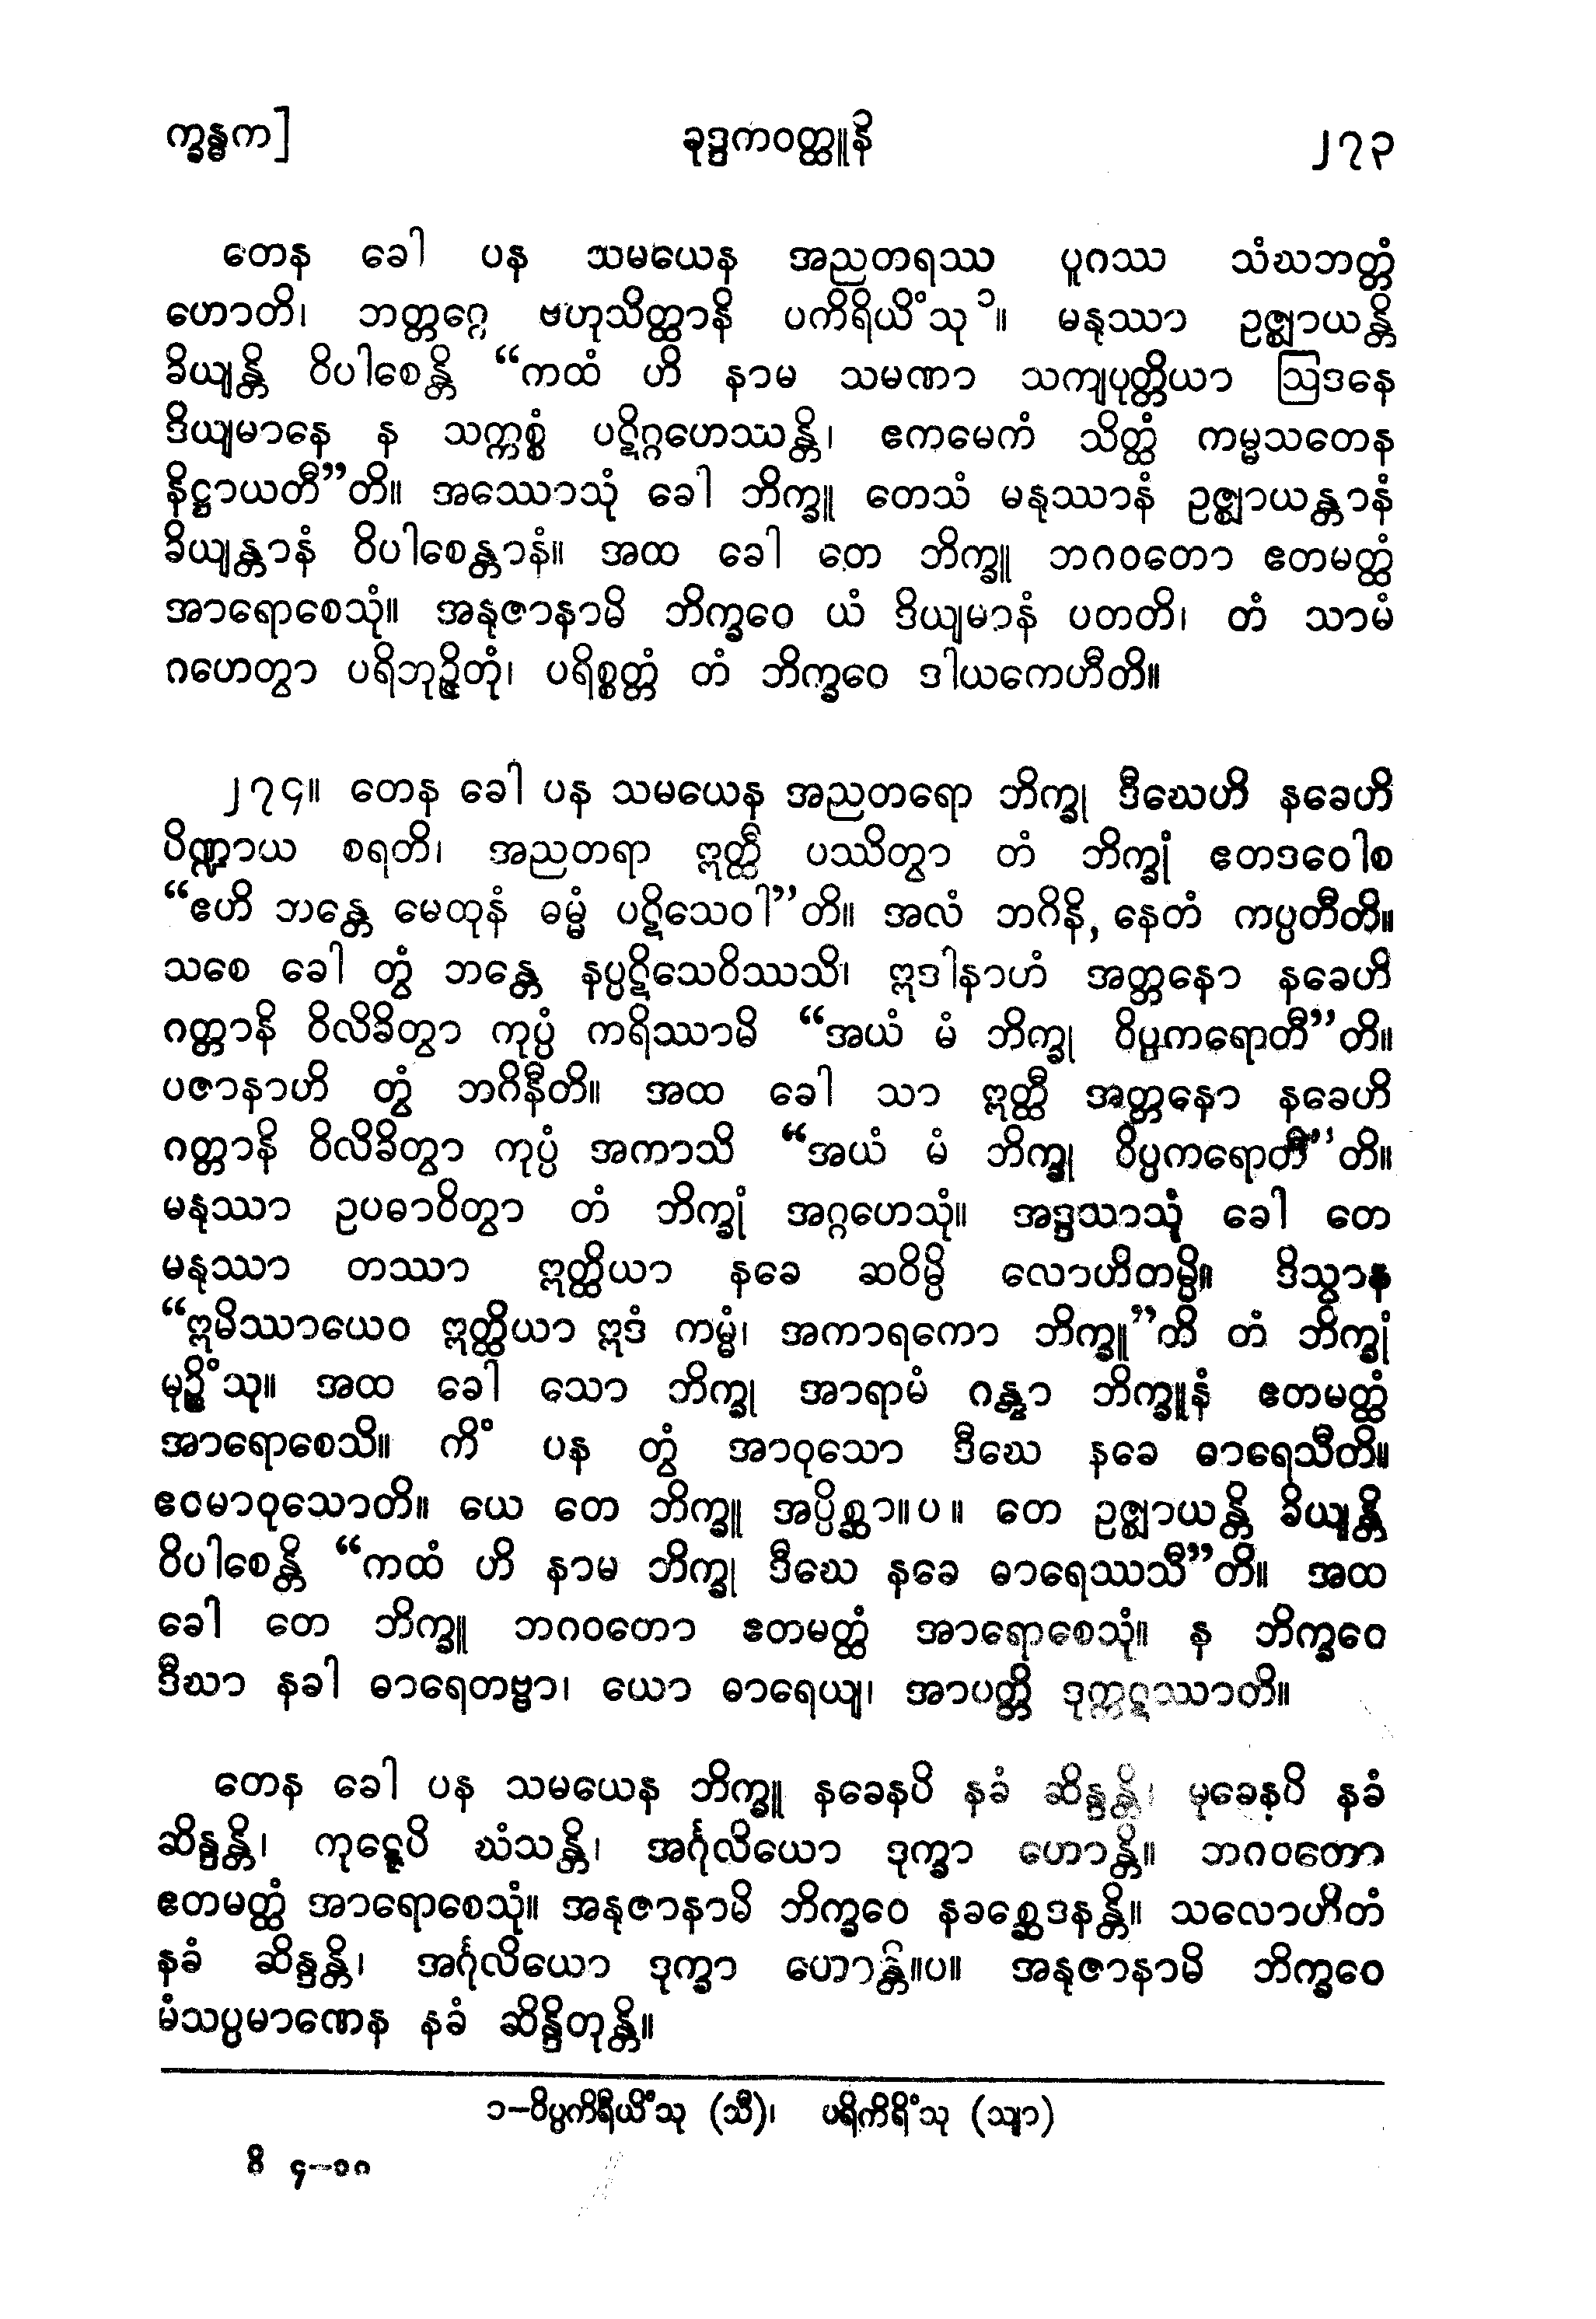 က္ခန္ဓက] ခုဒ္ဒကဝတ္ထူနိ ၂၇၃
တေန ခေါ ပန သမယေန အညတရဿ ပူဂဿ သံဃဘတ္တံ
ဟောတိ၊ ဘတ္တဂ္ဂေ ဗဟုသိတ္ထာနိ ပကိရိယိံသု ၁။ မနုဿာ ဥဇ္ဈာယန္တိ
ခိယျန္တိ ဝိပါစေန္တိ “ကထံ ဟိ နာမ သမဏာ သကျပုတ္တိယာ ဩဒနေ
ဒိယျမာနေ န သက္ကစ္စံ ပဋိဂ္ဂဟေဿန္တိ၊ ဧကမေကံ သိတ္ထံ ကမ္မသတေန
နိဋ္ဌာယတီ”တိ။ အဿောသုံ ခေါ ဘိက္ခူ တေသံ မနုဿာနံ ဥဇ္ဈာယန္တာနံ
ခိယျန္တာနံ ဝိပါစေန္တာနံ။ အထ ခေါ တေ ဘိက္ခူ ဘဂဝတော ဧတမတ္ထံ
အာရောစေသုံ။ အနုဇာနာမိ ဘိက္ခဝေ ယံ ဒိယျမာနံ ပတတိ၊ တံ သာမံ
ဂဟေတွာ ပရိဘုဉ္ဇိတုံ၊ ပရိစ္စတ္တံ တံ ဘိက္ခဝေ ဒါယကေဟီတိ။
၂၇၄။ တေန ခေါ ပန သမယေန အညတရော ဘိက္ခု ဒီဃေဟိ နခေဟိ
ပိဏ္ဍာယ စရတိ၊ အညတရာ ဣတ္ထီ ပဿိတွာ တံ ဘိက္ခုံ ဧတဒဝေါစ
“ဧဟိ ဘန္တေ မေထုနံ ဓမ္မံ ပဋိသေဝါ”တိ။ အလံ ဘဂိနိ, နေတံ ကပ္ပတီတိ။
သစေ ခေါ တွံ ဘန္တေ နပ္ပဋိသေဝိဿသိ၊ ဣဒါနာဟံ အတ္တနော နခေဟိ
ဂတ္တာနိ ဝိလိခိတွာ ကုပ္ပံ ကရိဿာမိ “အယံ မံ ဘိက္ခု ဝိပ္ပကရောတီ”တိ။
ပဇာနာဟိ တွံ ဘဂိနီတိ။ အထ ခေါ သာ ဣတ္ထီ အတ္တနော နခေဟိ
ဂတ္တာနိ ဝိလိခိတွာ ကုပ္ပံ အကာသိ “အယံ မံ ဘိက္ခု ဝိပ္ပကရောတီ”တိ။
မနုဿာ ဥပဓာဝိတွာ တံ ဘိက္ခုံ အဂ္ဂဟေသုံ။ အဒ္ဒသာသုံ ခေါ တေ
မနုဿာ တဿာ ဣတ္ထိယာ နခေ ဆဝိမ္ပိ လောဟိတမ္ပိ။ ဒိသွာန
“ဣမိဿာယေဝ ဣတ္ထိယာ ဣဒံ ကမ္မံ၊ အကာရကော ဘိက္ခူ”တိ တံ ဘိက္ခုံ
မုဉ္စိံသု။ အထ ခေါ သော ဘိက္ခု အာရာမံ ဂန္တွာ ဘိက္ခူနံ ဧတမတ္ထံ
အာရောစေသိ။ ကိံ ပန တွံ အာဝုသော ဒီဃေ နခေ ဓာရေသီတိ။
ဧဝမာဝုသောတိ။ ယေ တေ ဘိက္ခူ အပ္ပိစ္ဆာ။ပ။ တေ ဥဇ္ဈာယန္တိ ခိယျန္တိ
ဝိပါစေန္တိ “ကထံ ဟိ နာမ ဘိက္ခု ဒီဃေ နခေ ဓာရေဿသီ”တိ။ အထ
ခေါ တေ ဘိက္ခူ ဘဂဝတော ဧတမတ္ထံ အာရောစေသုံ။ န ဘိက္ခဝေ
ဒီဃာ နခါ ဓာရေတဗ္ဗာ၊ ယော ဓာရေယျ၊ အာပတ္တိ ဒုက္ကဋဿာတိ။
တေန ခေါ ပန သမယေန ဘိက္ခူ နခေနပိ နခံ ဆိန္ဒန္တိ၊ မုခေနပိ နခံ
ဆိန္ဒန္တိ၊ ကုဋ္ဋေပိ ဃံသန္တိ၊ အင်္ဂုလိယော ဒုက္ခာ ဟောန္တိ။ ဘဂဝတော
ဧတမတ္ထံ အာရောစေသုံ။ အနုဇာနာမိ ဘိက္ခဝေ နခစ္ဆေဒနန္တိ။ သလောဟိတံ
နခံ ဆိန္ဒန္တိ၊ အင်္ဂုလိယော ဒုက္ခာ ဟောန္တိ။ပ။ အနုဇာနာမိ ဘိက္ခဝေ
မံသပ္ပမာဏေန နခံ ဆိန္ဒိတုန္တိ။
၁–ဝိပ္ပကိရီယိံသု (သီ)၊ ပရိကိရိံသု (သျာ)
ဝိ ၄–၁၈